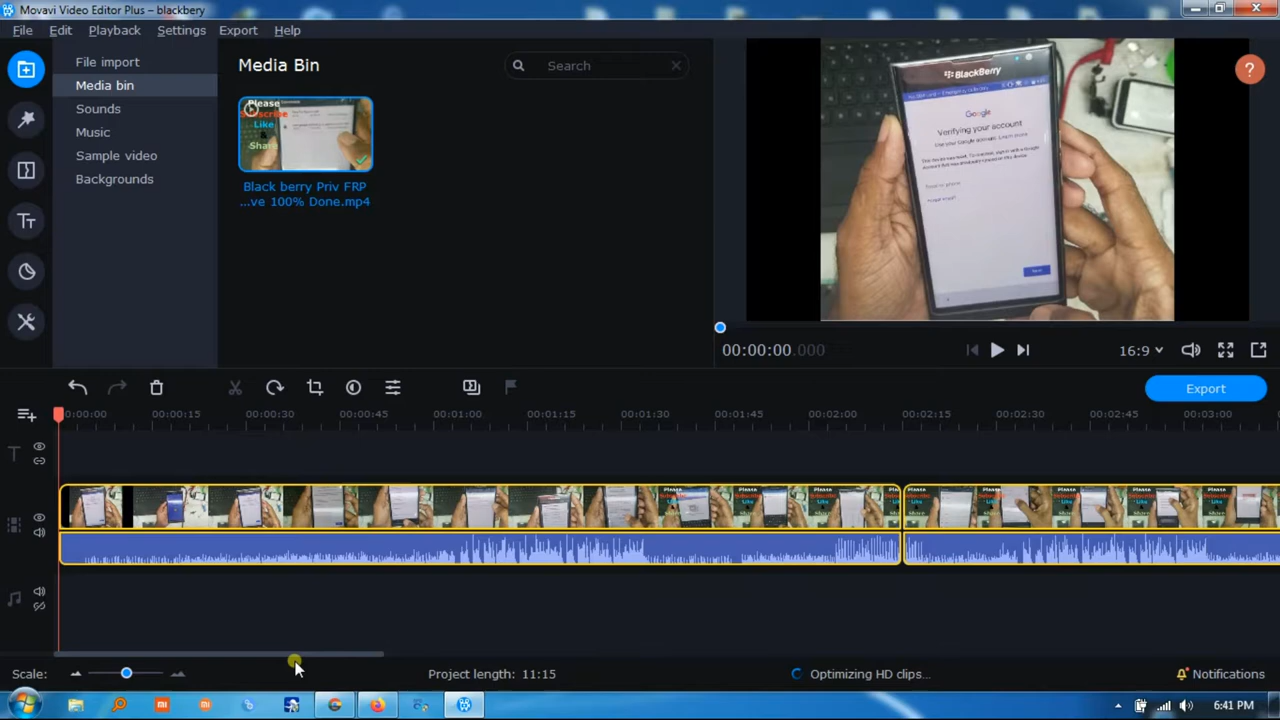 Movavi Video Editor Plus – blackbery
File Edit Playback Settings Export Help
File import
Media bin
Sounds
Music
Sample video
Backgrounds
Media Bin
Search
Please
Subscribe
Like
Share
Black berry Priv FRP
...ve 100% Done.mp4
BlackBerry
Google
Verifying your account
Next
?
00:00:00.000
16:9
Export
0:00:00 00:00:15 00:00:30 00:00:45 00:01:00 00:01:15 00:01:30 00:01:45 00:02:00 00:02:15 00:02:30 00:02:45 00:03:00
Scale:
Project length: 11:15
Optimizing HD clips...
Notifications
6:41 PM